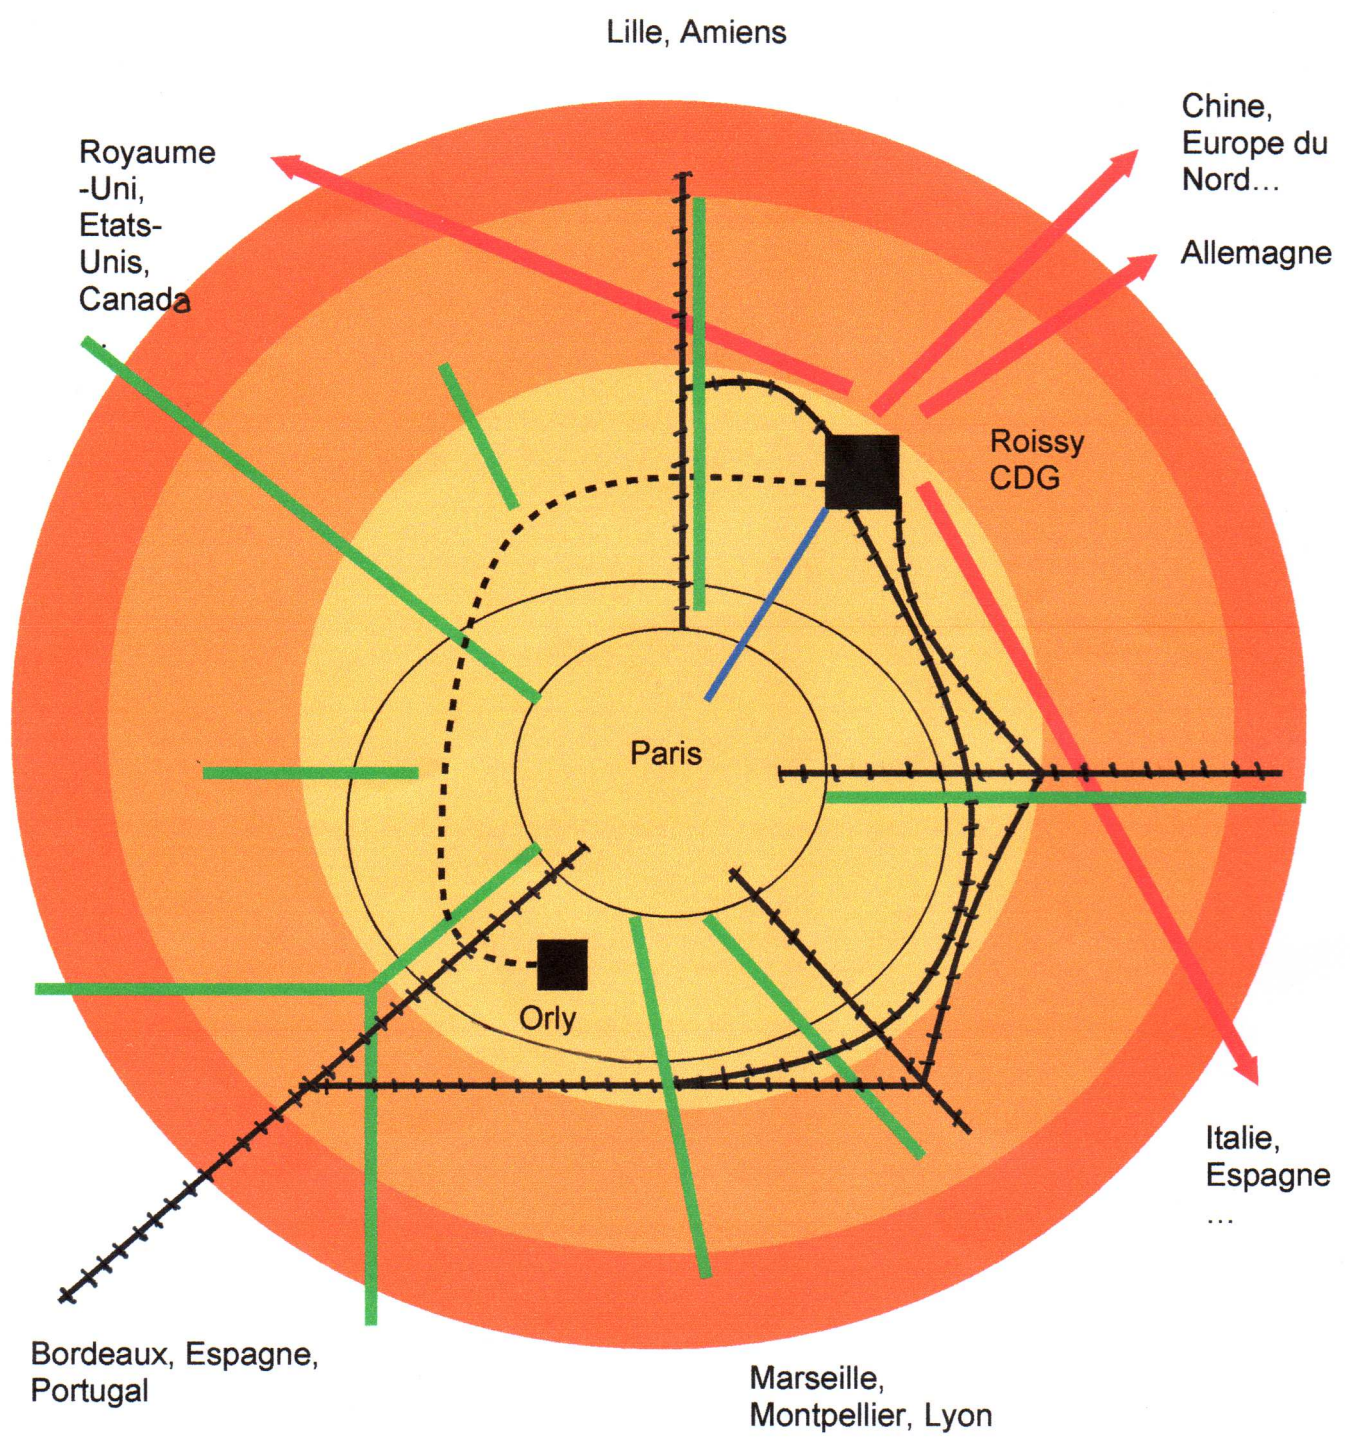 Lille, Amiens
Chine,
Europe du
Nord...
Royaume
-Uni,
Etats-
Unis,
Canada
.
Allemagne
Roissy
CDG
Paris
Orly
Italie,
Espagne
...
Bordeaux, Espagne,
Portugal
Marseille,
Montpellier, Lyon